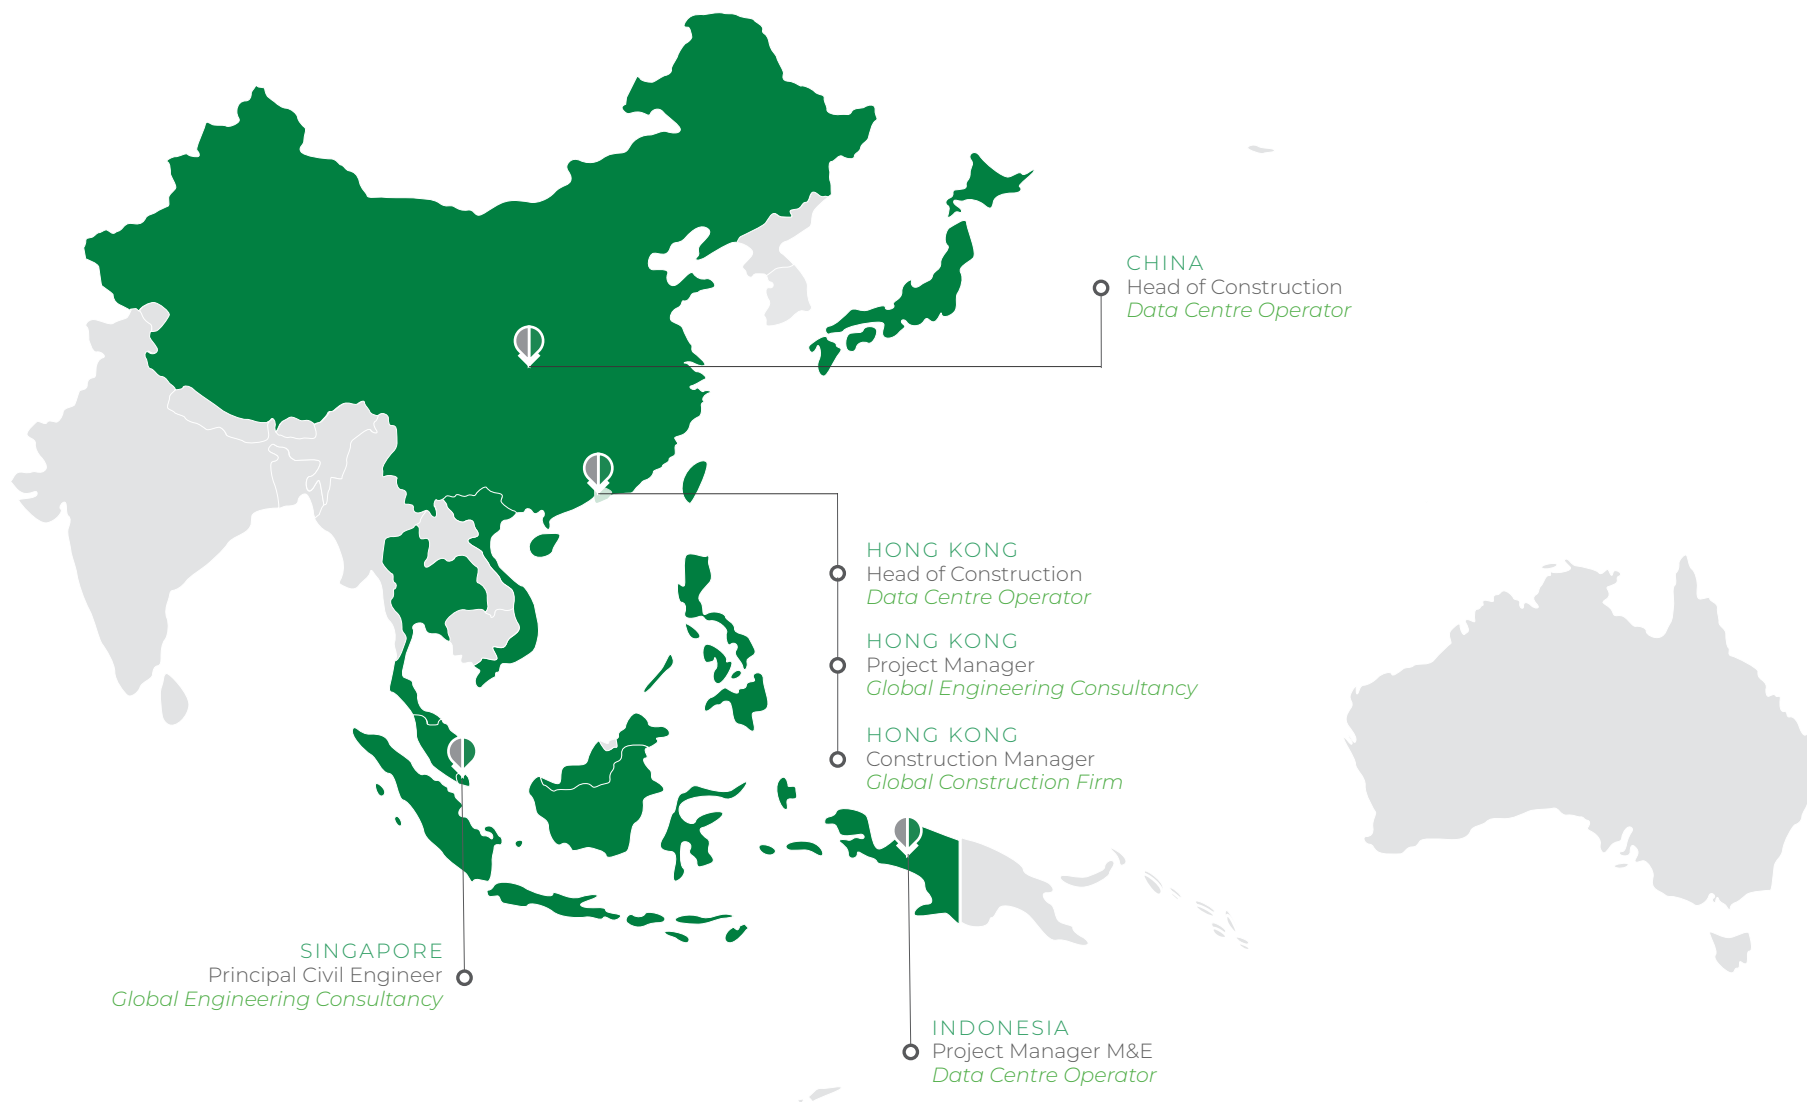 CHINA
Head of Construction
Data Centre Operator
HONG KONG
Head of Construction
Data Centre Operator
HONG KONG
Project Manager
Global Engineering Consultancy
HONG KONG
Construction Manager
Global Construction Firm
SINGAPORE
Principal Civil Engineer
Global Engineering Consultancy
INDONESIA
Project Manager M&E
Data Centre Operator